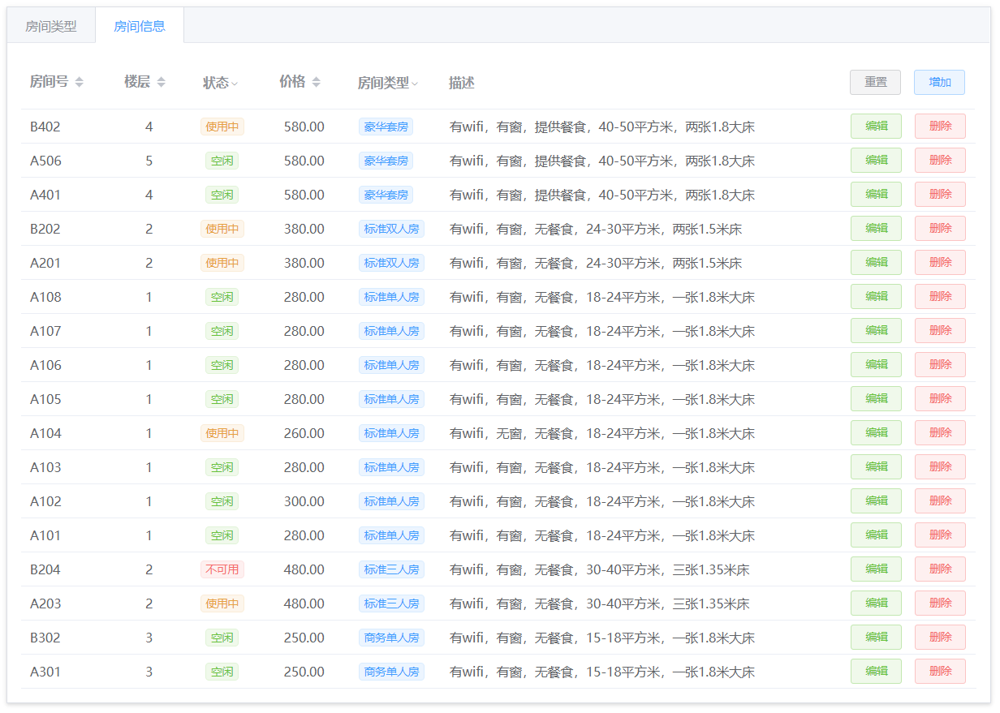 房间类型 房间信息
房间号 楼层 状态 价格 房间类型 描述 重置 增加
B402 4 使用中 580.00 豪华套房 有wifi，有窗，提供餐食，40-50平方米，两张1.8大床 编辑 删除
A506 5 空闲 580.00 豪华套房 有wifi，有窗，提供餐食，40-50平方米，两张1.8大床 编辑 删除
A401 4 空闲 580.00 豪华套房 有wifi，有窗，提供餐食，40-50平方米，两张1.8大床 编辑 删除
B202 2 使用中 380.00 标准双人房 有wifi，有窗，无餐食，24-30平方米，两张1.5米床 编辑 删除
A201 2 使用中 380.00 标准双人房 有wifi，有窗，无餐食，24-30平方米，两张1.5米床 编辑 删除
A108 1 空闲 280.00 标准单人房 有wifi，有窗，无餐食，18-24平方米，一张1.8米大床 编辑 删除
A107 1 空闲 280.00 标准单人房 有wifi，有窗，无餐食，18-24平方米，一张1.8米大床 编辑 删除
A106 1 空闲 280.00 标准单人房 有wifi，有窗，无餐食，18-24平方米，一张1.8米大床 编辑 删除
A105 1 空闲 280.00 标准单人房 有wifi，有窗，无餐食，18-24平方米，一张1.8米大床 编辑 删除
A104 1 使用中 260.00 标准单人房 有wifi，无窗，无餐食，18-24平方米，一张1.8米大床 编辑 删除
A103 1 空闲 280.00 标准单人房 有wifi，有窗，无餐食，18-24平方米，一张1.8米大床 编辑 删除
A102 1 空闲 300.00 标准单人房 有wifi，有窗，无餐食，18-24平方米，一张1.8米大床 编辑 删除
A101 1 空闲 280.00 标准单人房 有wifi，有窗，无餐食，18-24平方米，一张1.8米大床 编辑 删除
B204 2 不可用 480.00 标准三人房 有wifi，有窗，无餐食，30-40平方米，三张1.35米床 编辑 删除
A203 2 使用中 480.00 标准三人房 有wifi，有窗，无餐食，30-40平方米，三张1.35米床 编辑 删除
B302 3 空闲 250.00 商务单人房 有wifi，有窗，无餐食，15-18平方米，一张1.8米大床 编辑 删除
A301 3 空闲 250.00 商务单人房 有wifi，有窗，无餐食，15-18平方米，一张1.8米大床 编辑 删除